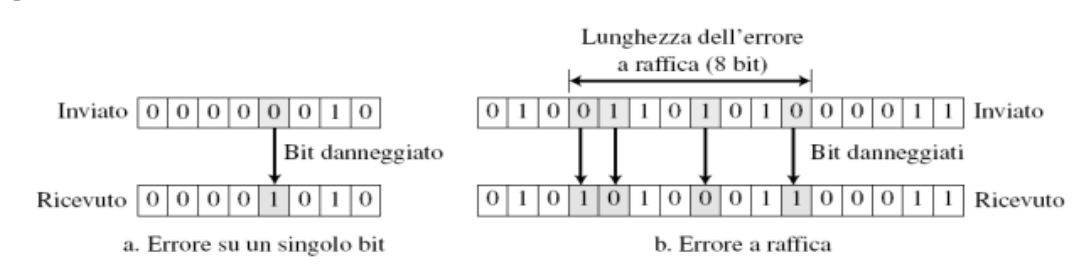 Lunghezza dell'errore
a raffica (8 bit)
Inviato 0 0 0 0 0 0 1 0
0 1 0 0 1 1 0 1 0 1 0 0 0 0 1 1 Inviato
Bit danneggiato
Bit danneggiati
Ricevuto 0 0 0 0 1 0 1 0
0 1 0 1 0 1 0 0 0 1 1 0 0 0 1 1 Ricevuto
a. Errore su un singolo bit
b. Errore a raffica